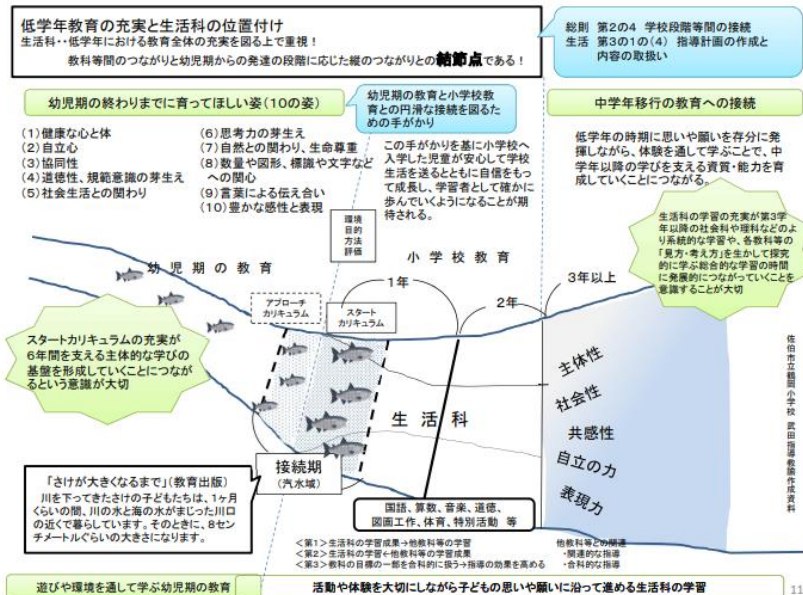 低学年教育の充実と生活科の位置付け
生活科・・低学年における教育全体の充実を図る上で重視！
教科等間のつながりと幼児期からの発達の段階に応じた縦のつながりとの結節点である！
総則 第2の4 学校段階等間の接続
生活 第3の1の(4) 指導計画の作成と
内容の取扱い
幼児期の終わりまでに育ってほしい姿(10の姿)
(1)健康な心と体
(2)自立心
(3)協同性
(4)道徳性、規範意識の芽生え
(5)社会生活との関わり
(6)思考力の芽生え
(7)自然との関わり、生命尊重
(8)数量や図形、標識や文字など
への関心
(9)言葉による伝え合い
(10)豊かな感性と表現
幼児期の教育と小学校教
育との円滑な接続を図るた
めの手がかり
この手がかりを基に小学校へ
入学した児童が安心して学校
生活を送るとともに自信をもっ
て成長し、学習者として確かに
歩んでいくようになることが期
待される。
中学年移行の教育への接続
低学年の時期に思いや願いを存分に発
揮しながら、体験を通して学ぶことで、中
学年以降の学びを支える資質・能力を育
成していくことにつながる。
生活科の学習の充実が第3学
年以降の社会科や理科などのよ
り系統的な学習や、各教科等の
「見方・考え方」を生かして探究
的に学ぶ総合的な学習の時間
に発展的につながっていくことを
意識することが大切
環境
目的
方法
評価
幼児期の教育
小学校教育
1年
2年
3年以上
アプローチ
カリキュラム
スタート
カリキュラム
スタートカリキュラムの充実が
6年間を支える主体的な学びの
基盤を形成していくことにつなが
るという意識が大切
生活科
主体性
社会性
共感性
自立の力
表現力
接続期
(汽水域)
「さけが大きくなるまで」(教育出版)
川を下ってきたさけの子どもたちは、1ヶ月
くらいの間、川の水と海の水がまじった川口
の近くで暮らしています。そのときに、8セン
チメートルぐらいの大きさになります。
国語、算数、音楽、道徳、
図画工作、体育、特別活動 等
<第1>生活科の学習成果→他教科等の学習
<第2>生活科の学習←他教科等の学習成果
<第3>教科の目標の一部を合科的に扱う→指導の効果を高める
他教科等との関連
・関連的な指導
・合科的な指導
佐伯市立鶴岡小学校 武田指導教諭作成資料
遊びや環境を通して学ぶ幼児期の教育
活動や体験を大切にしながら子どもの思いや願いに沿って進める生活科の学習
11